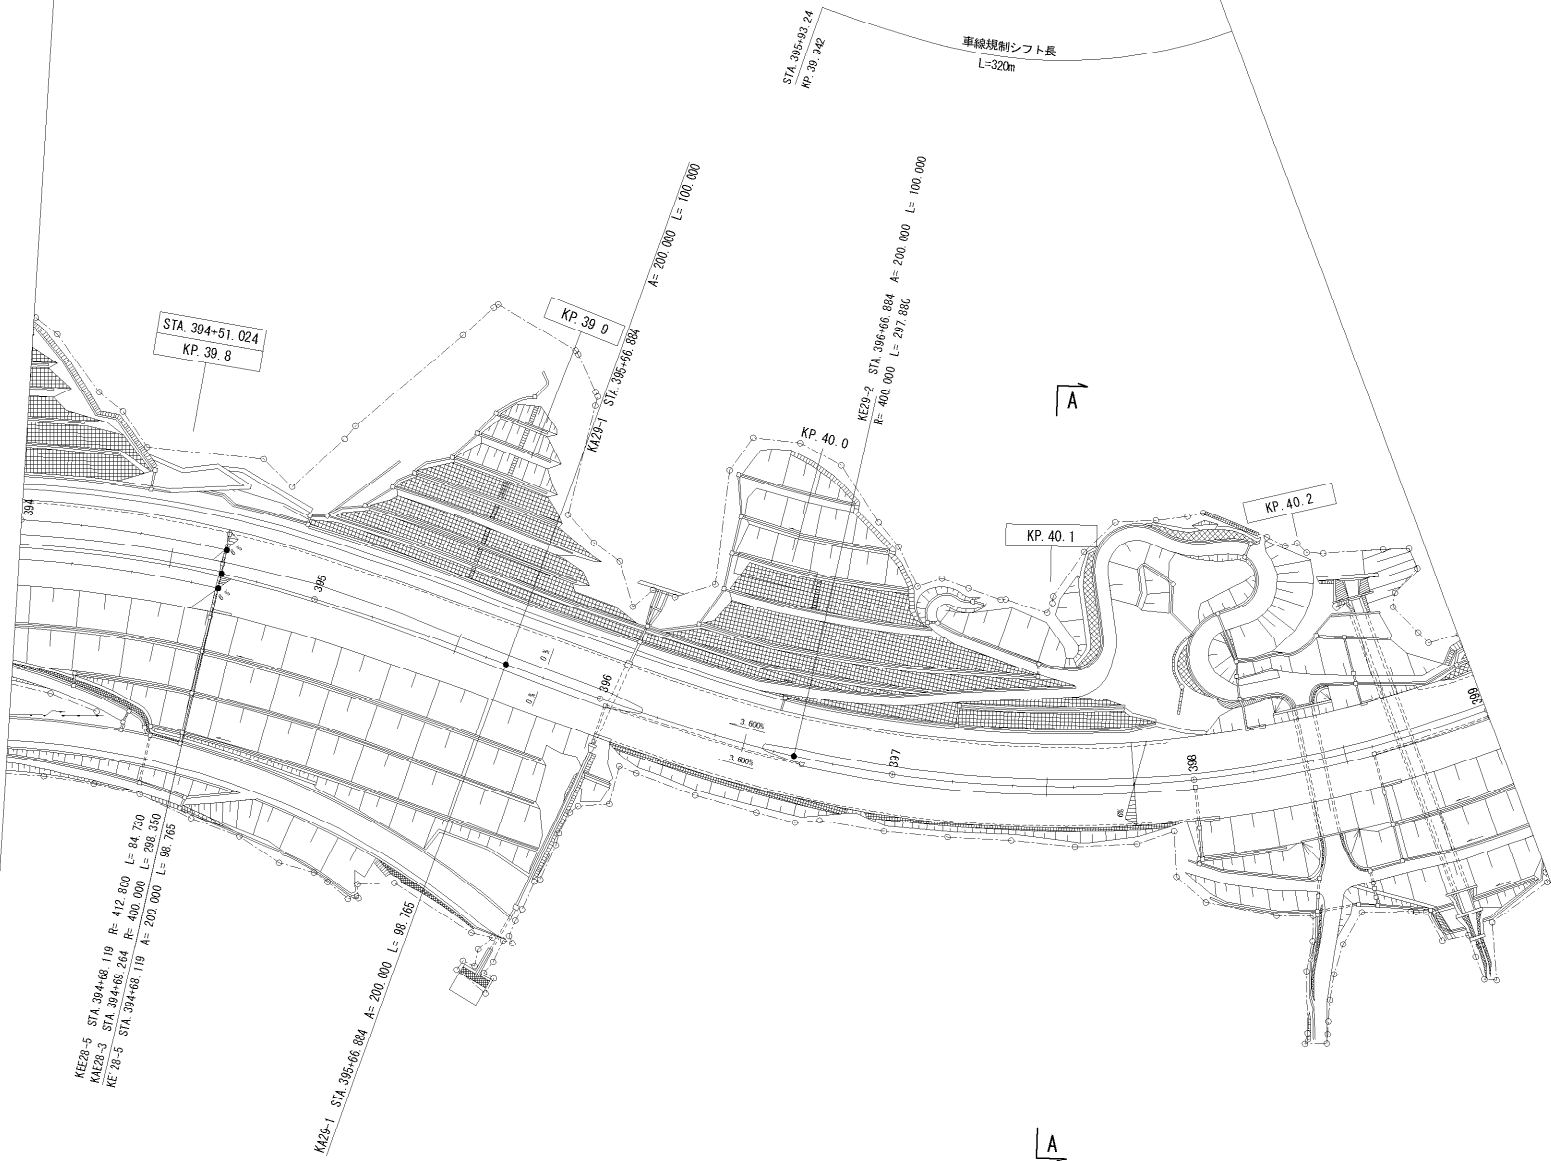 STA. 395+93.24
KP. 39.942
車線規制シフト長
L=320m
A= 200.000 L= 100.000
KA29-1 STA. 395+66.884
KE29-2 STA. 396+66.884 A= 200.000 L= 100.000
R= 400.000 L= 297.886
STA. 394+51.024
KP. 39.8
KP. 39.9
A
KP. 40.0
KP. 40.1
KP. 40.2
394
395
396
3.600%
3.600%
397
398
399
KEE28-5 STA. 394+68.119 R= 412.800 L= 84.730
KAE28-3 STA. 394+69.264 R= 400.000 L= 298.350
KE'28-5 STA. 394+68.119 A= 200.000 L= 98.765
KA29-1 STA. 395+66.884 A= 200.000 L= 98.765
A